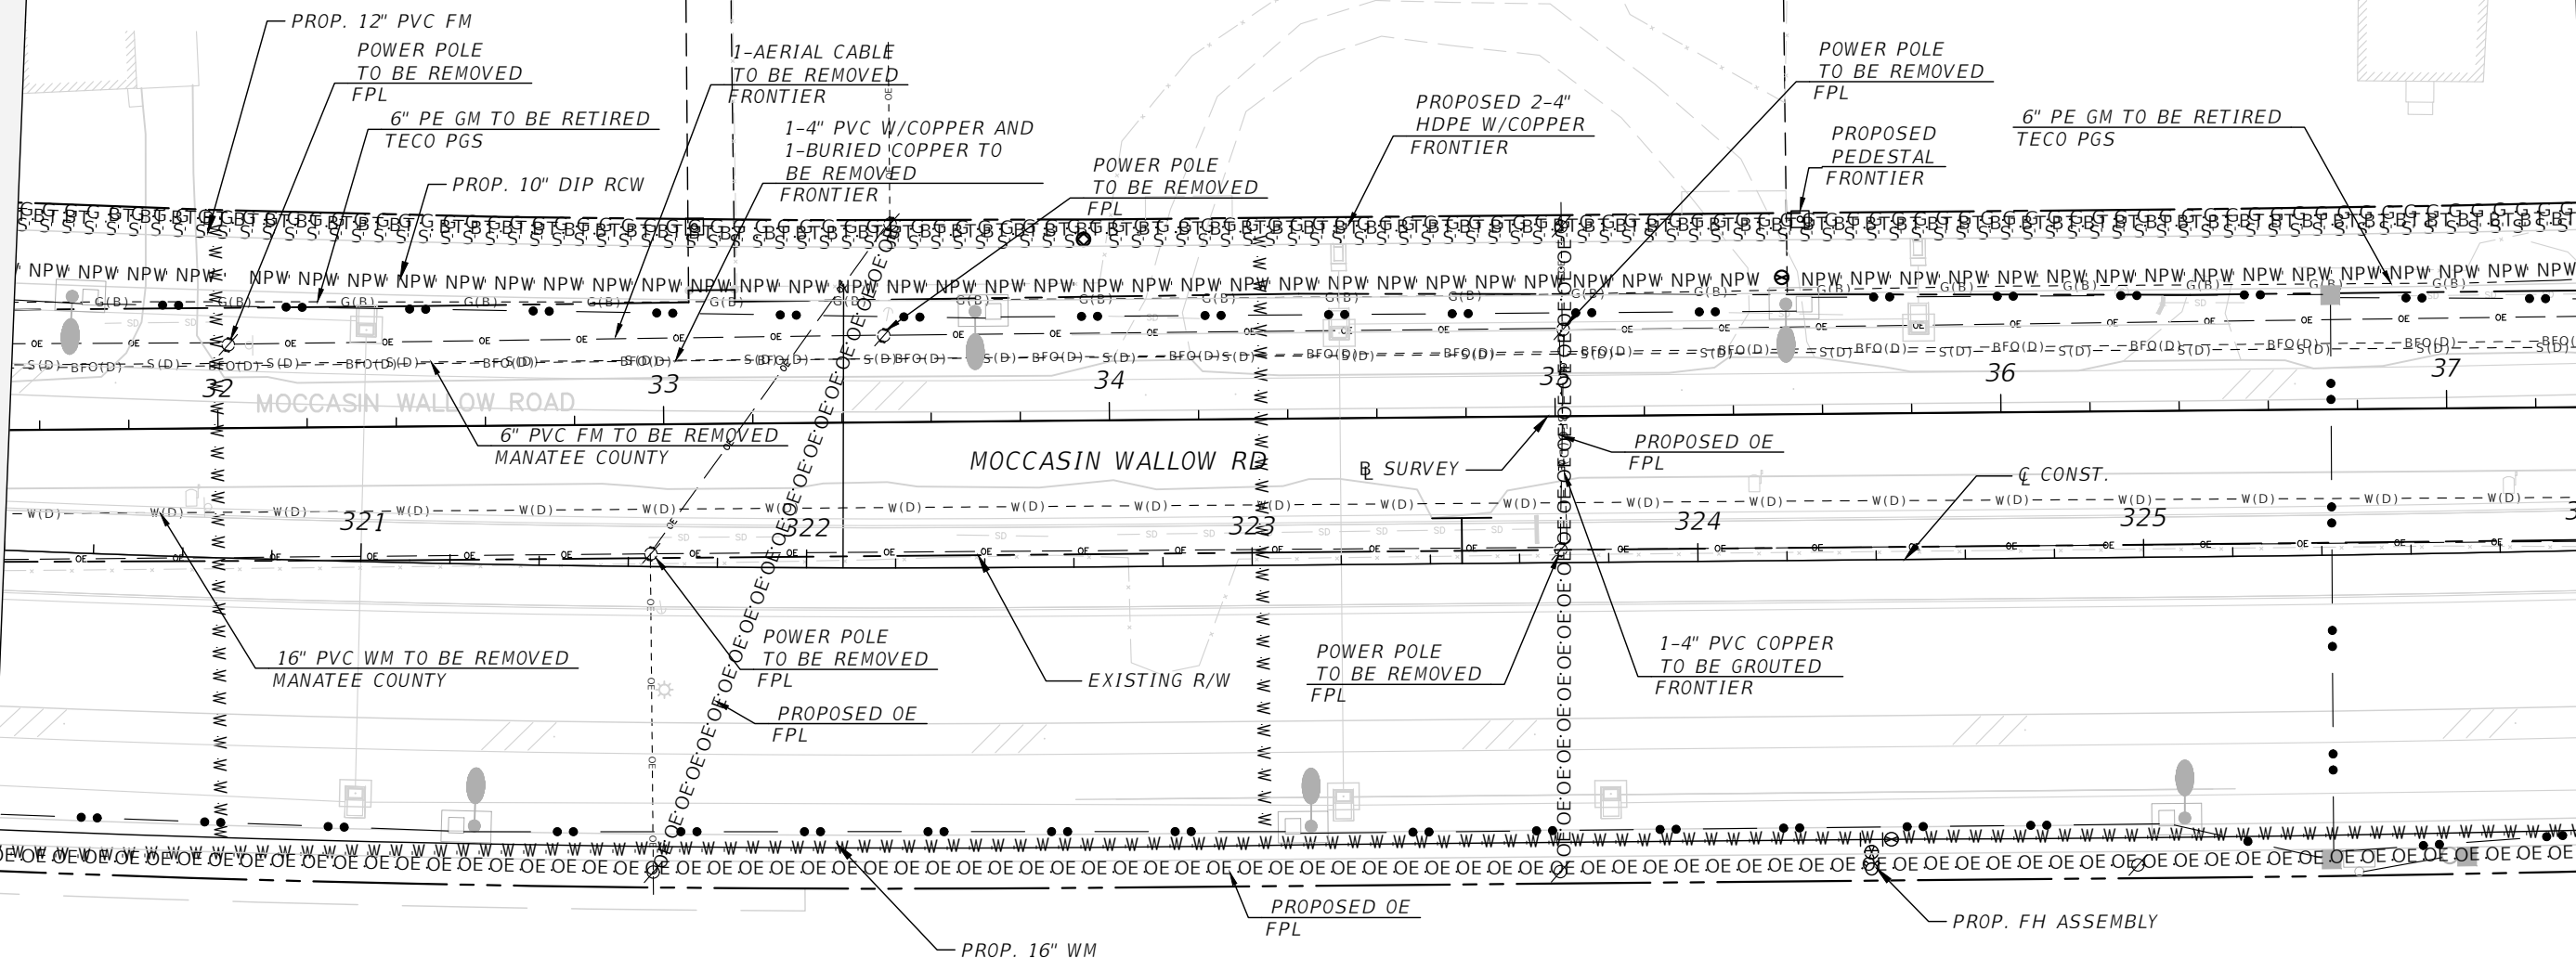 PROP. 12" PVC FM
POWER POLE
TO BE REMOVED
FPL
6" PE GM TO BE RETIRED
TECO PGS
PROP. 10" DIP RCW
1-AERIAL CABLE
TO BE REMOVED
FRONTIER
1-4" PVC W/COPPER AND
1-BURIED COPPER TO
BE REMOVED
FRONTIER
POWER POLE
TO BE REMOVED
FPL
PROPOSED 2-4"
HDPE W/COPPER
FRONTIER
POWER POLE
TO BE REMOVED
FPL
PROPOSED
PEDESTAL
FRONTIER
6" PE GM TO BE RETIRED
TECO PGS
32
33
34
35
36
37
MOCCASIN WALLOW ROAD
6" PVC FM TO BE REMOVED
MANATEE COUNTY
MOCCASIN WALLOW RD
BL SURVEY
PROPOSED OE
FPL
CL CONST.
321
322
323
324
325
16" PVC WM TO BE REMOVED
MANATEE COUNTY
POWER POLE
TO BE REMOVED
FPL
PROPOSED OE
FPL
EXISTING R/W
POWER POLE
TO BE REMOVED
FPL
1-4" PVC COPPER
TO BE GROUTED
FRONTIER
PROPOSED OE
FPL
PROP. 16" WM
PROP. FH ASSEMBLY